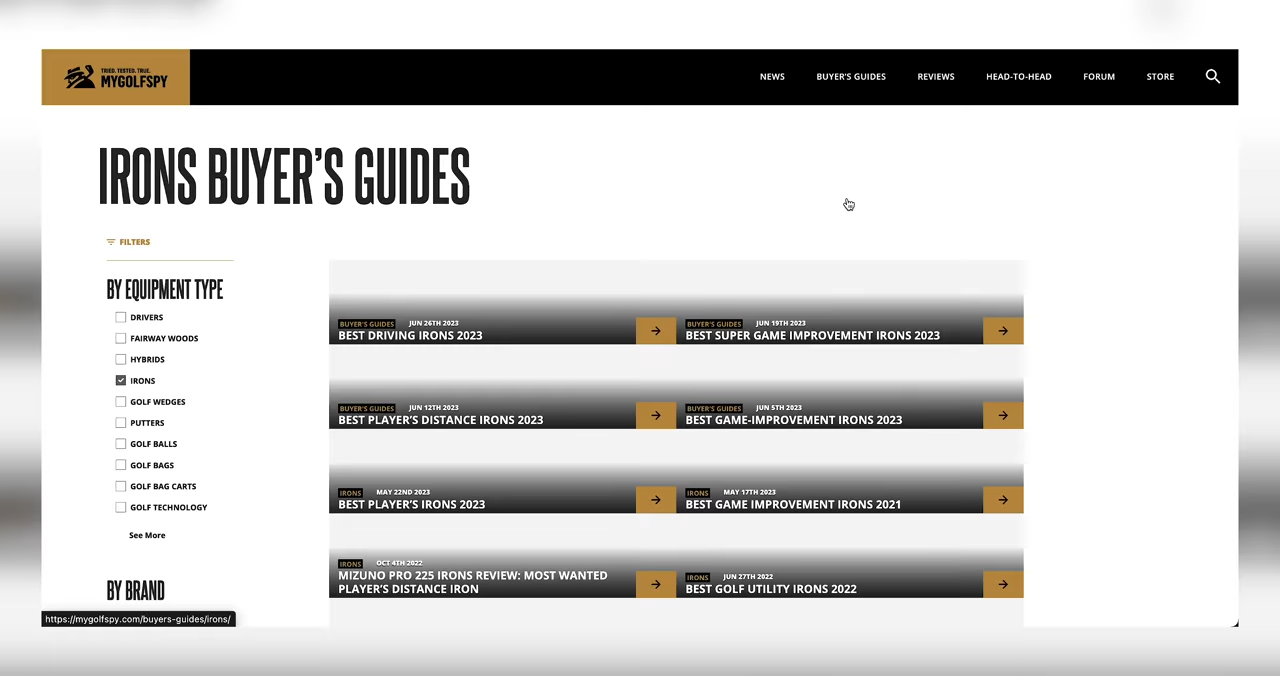 TRIED. TESTED. TRUE.
MYGOLFSPY
NEWS
BUYER'S GUIDES
REVIEWS
HEAD-TO-HEAD
FORUM
STORE
IRONS BUYER'S GUIDES
FILTERS
BY EQUIPMENT TYPE
DRIVERS
FAIRWAY WOODS
HYBRIDS
IRONS
GOLF WEDGES
PUTTERS
GOLF BALLS
GOLF BAGS
GOLF BAG CARTS
GOLF TECHNOLOGY
See More
BY BRAND
BUYER'S GUIDES JUN 26TH 2023
BEST DRIVING IRONS 2023
BUYER'S GUIDES JUN 19TH 2023
BEST SUPER GAME IMPROVEMENT IRONS 2023
BUYER'S GUIDES JUN 12TH 2023
BEST PLAYER'S DISTANCE IRONS 2023
BUYER'S GUIDES JUN 5TH 2023
BEST GAME-IMPROVEMENT IRONS 2023
IRONS MAY 22ND 2023
BEST PLAYER'S IRONS 2023
IRONS MAY 17TH 2023
BEST GAME IMPROVEMENT IRONS 2021
IRONS OCT 4TH 2022
MIZUNO PRO 225 IRONS REVIEW: MOST WANTED
PLAYER'S DISTANCE IRON
IRONS JUN 27TH 2022
BEST GOLF UTILITY IRONS 2022
https://mygolfspy.com/buyers-guides/irons/